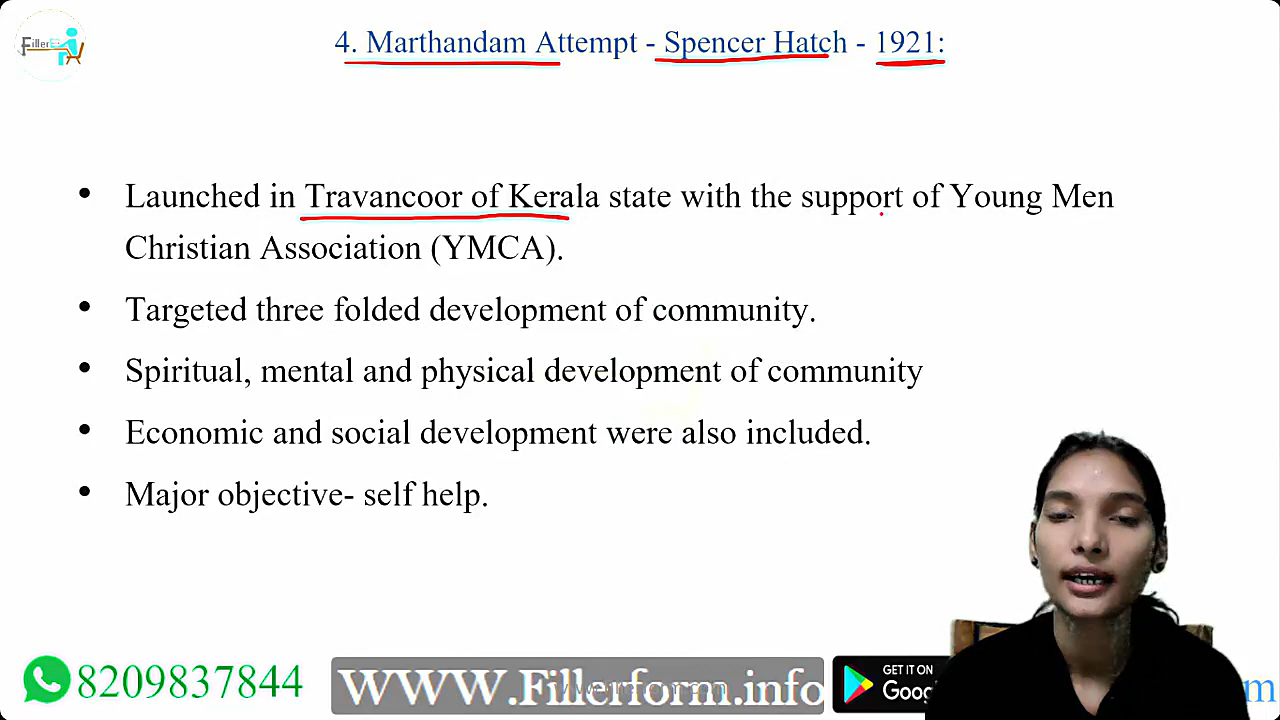 Filler
4. Marthandam Attempt - Spencer Hatch - 1921:
• Launched in Travancoor of Kerala state with the support of Young Men
Christian Association (YMCA).
• Targeted three folded development of community.
• Spiritual, mental and physical development of community
• Economic and social development were also included.
• Major objective- self help.
8209837844
www.Fillerform.info
GET IT ON
Goog
m